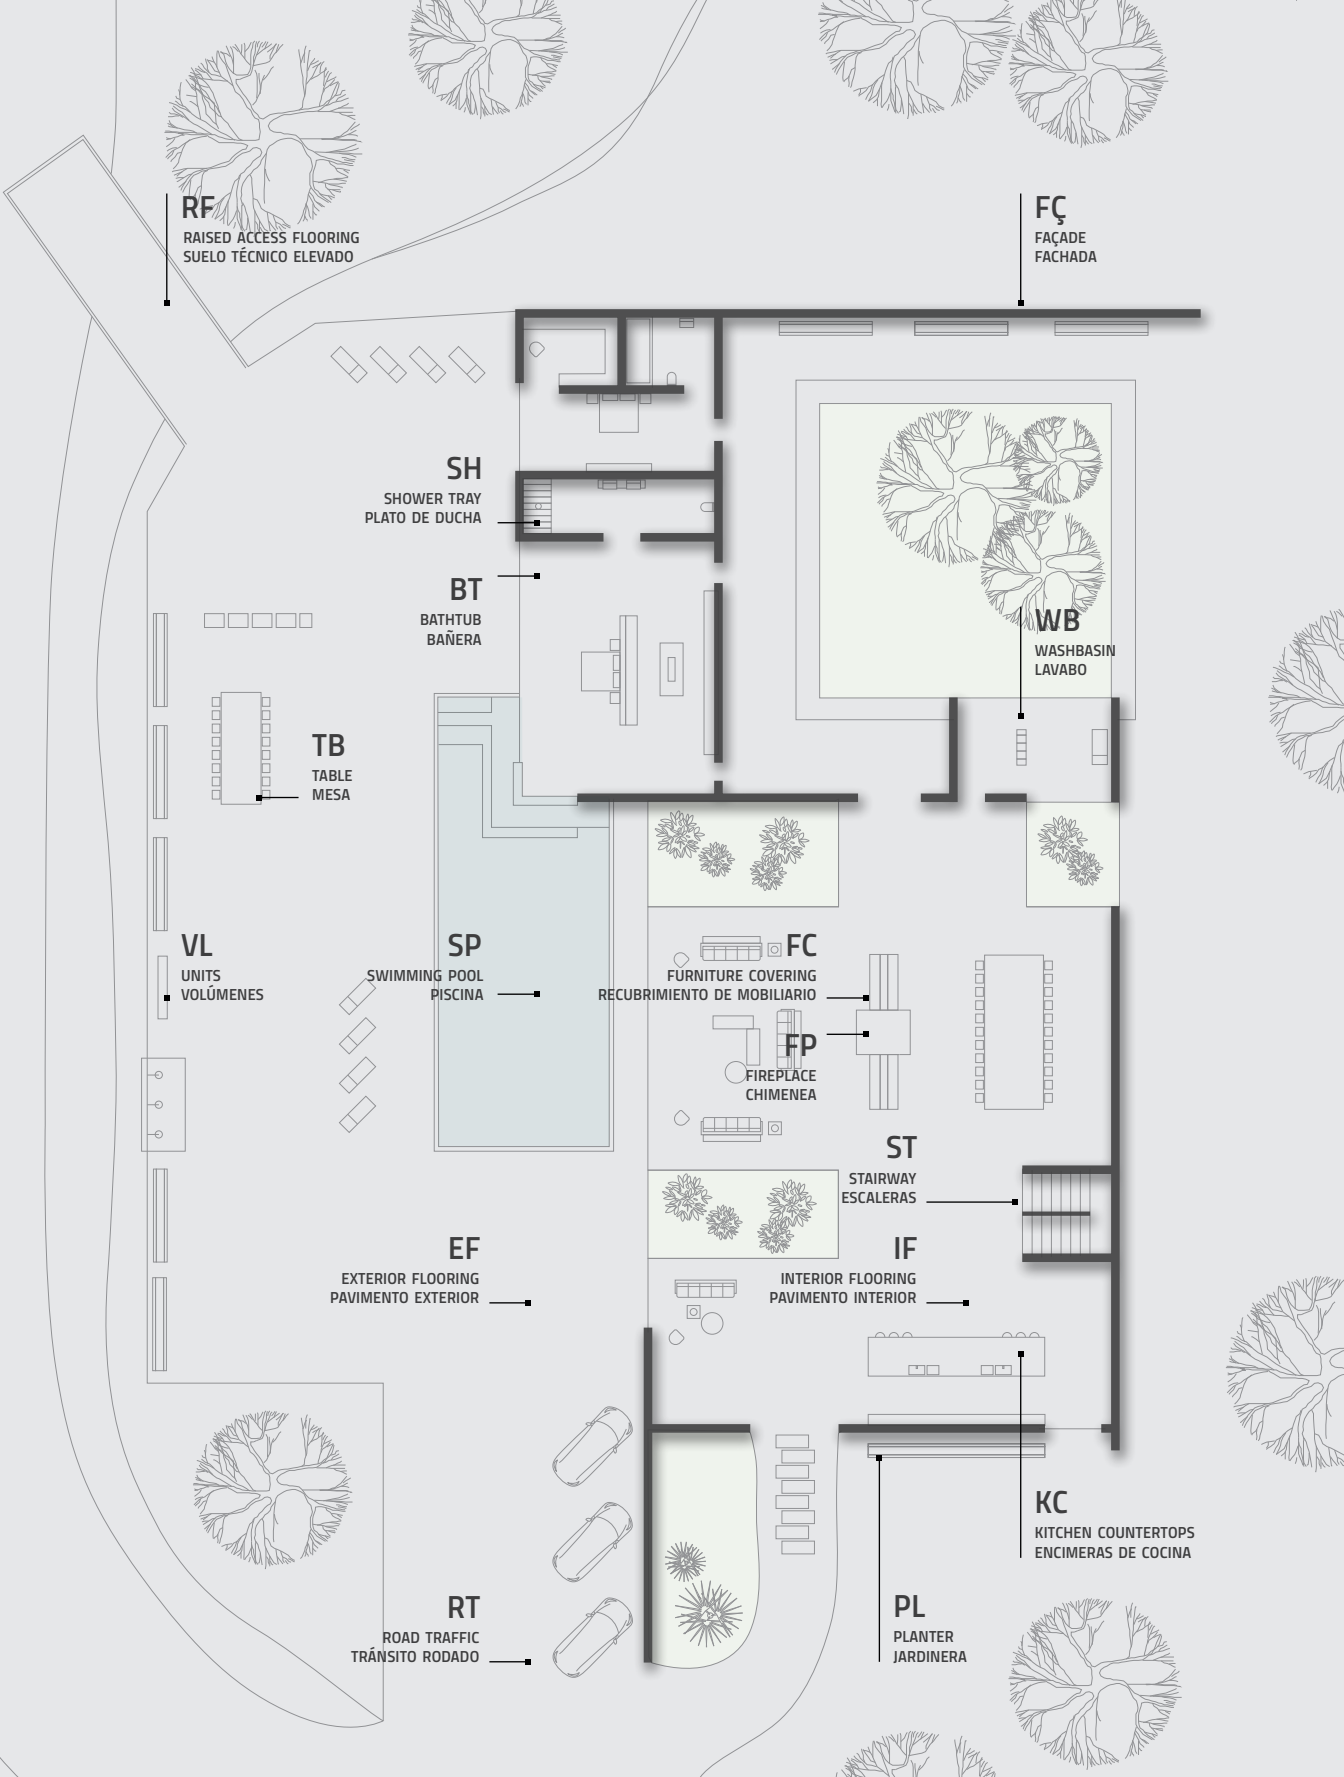 RF
RAISED ACCESS FLOORING
SUELO TÉCNICO ELEVADO
FÇ
FAÇADE
FACHADA
SH
SHOWER TRAY
PLATO DE DUCHA
BT
BATHTUB
BAÑERA
WB
WASHBASIN
LAVABO
TB
TABLE
MESA
VL
UNITS
VOLÚMENES
SP
SWIMMING POOL
PISCINA
FC
FURNITURE COVERING
RECUBRIMIENTO DE MOBILIARIO
FP
FIREPLACE
CHIMENEA
ST
STAIRWAY
ESCALERAS
EF
EXTERIOR FLOORING
PAVIMENTO EXTERIOR
IF
INTERIOR FLOORING
PAVIMENTO INTERIOR
KC
KITCHEN COUNTERTOPS
ENCIMERAS DE COCINA
RT
ROAD TRAFFIC
TRÁNSITO RODADO
PL
PLANTER
JARDINERA